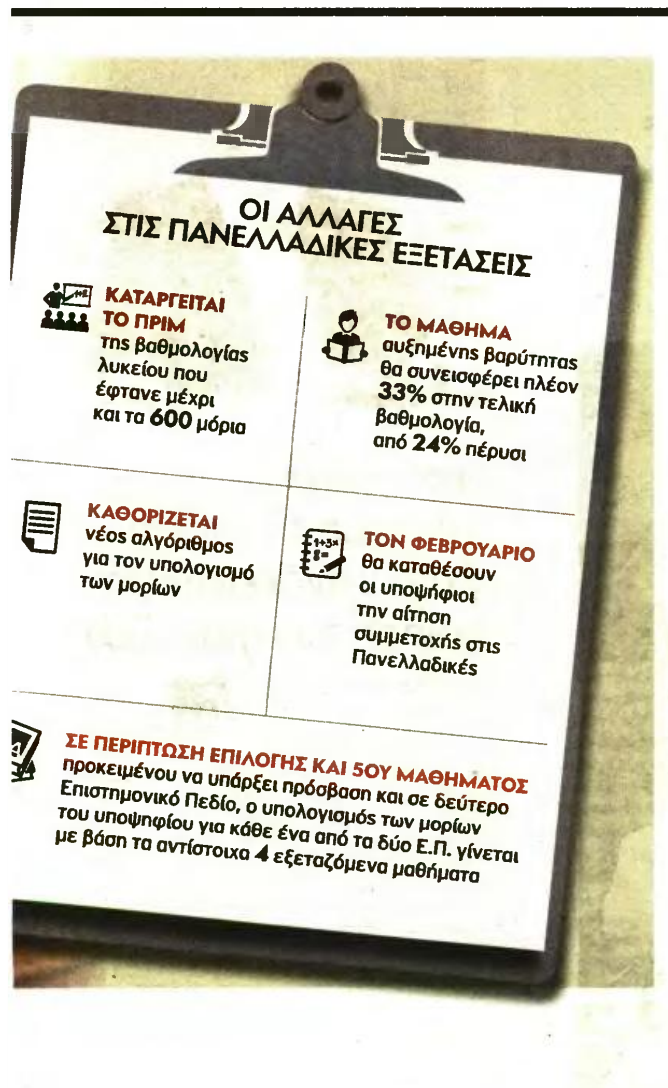 ΟΙ ΑΛΛΑΓΕΣ
ΣΤΙΣ ΠΑΝΕΛΛΑΔΙΚΕΣ ΕΞΕΤΑΣΕΙΣ
ΚΑΤΑΡΓΕΙΤΑΙ
ΤΟ ΠΡΙΜ
της βαθμολογίας
λυκείου που
έφτανε μέχρι
και τα 600 μόρια
ΤΟ ΜΑΘΗΜΑ
αυξημένης βαρύτητας
θα συνεισφέρει πλέον
33% στην τελική
βαθμολογία,
από 24% πέρυσι
ΚΑΘΟΡΙΖΕΤΑΙ
νέος αλγόριθμος
για τον υπολογισμό
των μορίων
1+3×
8=
ΤΟΝ ΦΕΒΡΟΥΑΡΙΟ
θα καταθέσουν
οι υποψήφιοι
την αίτηση
συμμετοχής στις
Πανελλαδικές
ΣΕ ΠΕΡΙΠΤΩΣΗ ΕΠΙΛΟΓΗΣ ΚΑΙ 5ΟΥ ΜΑΘΗΜΑΤΟΣ
προκειμένου να υπάρξει πρόσβαση και σε δεύτερο
Επιστημονικό Πεδίο, ο υπολογισμός των μορίων
του υποψηφίου για κάθε ένα από τα δύο Ε.Π. γίνεται
με βάση τα αντίστοιχα 4 εξεταζόμενα μαθήματα